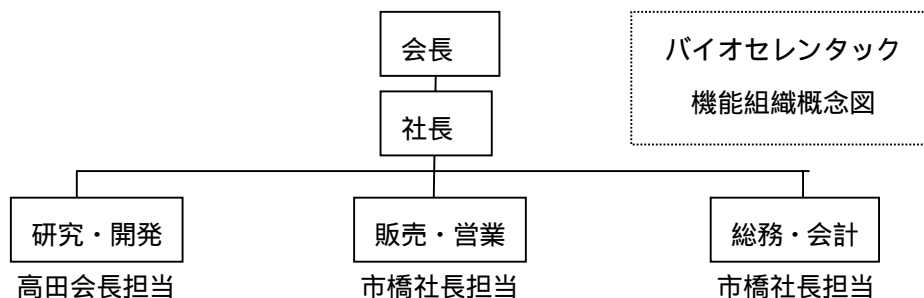 会長
バイオセレンタック
機能組織概念図
社長
研究・開発
販売・営業
総務・会計
高田会長担当
市橋社長担当
市橋社長担当